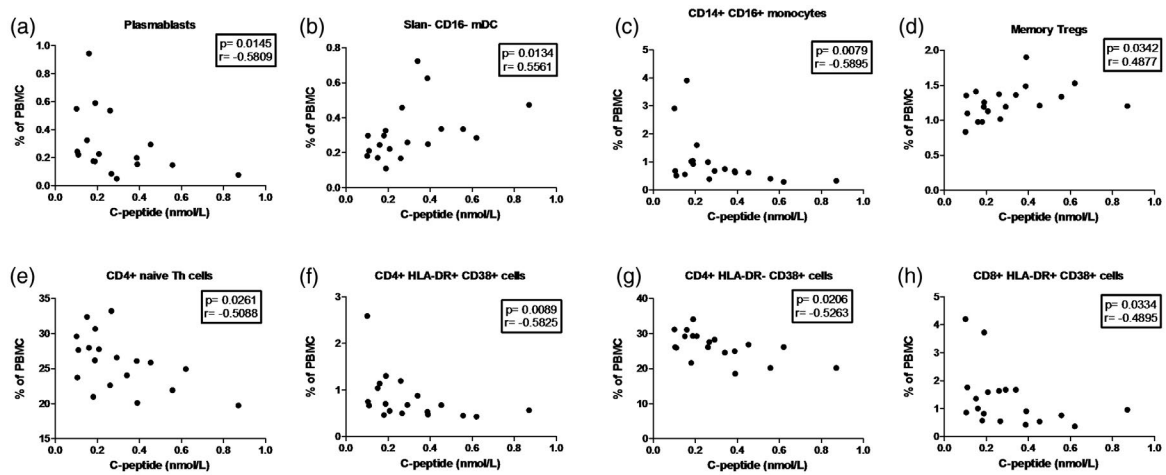 (a)
Plasmablasts
p= 0.0145
r= -0.5809
% of PBMC
1.0
0.8
0.6
0.4
0.2
0.0
0.0 0.2 0.4 0.6 0.8 1.0
C-peptide (nmol/L)
(b)
Slan- CD16- mDC
p= 0.0134
r= 0.5561
% of PBMC
0.8
0.6
0.4
0.2
0.0
0.0 0.2 0.4 0.6 0.8 1.0
C-peptide (nmol/L)
(c)
CD14+ CD16+ monocytes
p= 0.0079
r= -0.5895
% of PBMC
5
4
3
2
1
0
0.0 0.2 0.4 0.6 0.8 1.0
C-peptide (nmol/L)
(d)
Memory Tregs
p= 0.0342
r= 0.4877
% of PBMC
2.0
1.5
1.0
0.5
0.0
0.0 0.2 0.4 0.6 0.8 1.0
C-peptide (nmol/L)
(e)
CD4+ naive Th cells
p= 0.0261
r= -0.5088
% of PBMC
35
30
25
20
15
0.0 0.2 0.4 0.6 0.8 1.0
C-peptide (nmol/L)
(f)
CD4+ HLA-DR+ CD38+ cells
p= 0.0089
r= -0.5825
% of PBMC
3
2
1
0
0.0 0.2 0.4 0.6 0.8 1.0
C-peptide (nmol/L)
(g)
CD4+ HLA-DR- CD38+ cells
p= 0.0206
r= -0.5263
% of PBMC
40
30
20
10
0
0.0 0.2 0.4 0.6 0.8 1.0
C-peptide (nmol/L)
(h)
CD8+ HLA-DR+ CD38+ cells
p= 0.0334
r= -0.4895
% of PBMC
5
4
3
2
1
0
0.0 0.2 0.4 0.6 0.8 1.0
C-peptide (nmol/L)